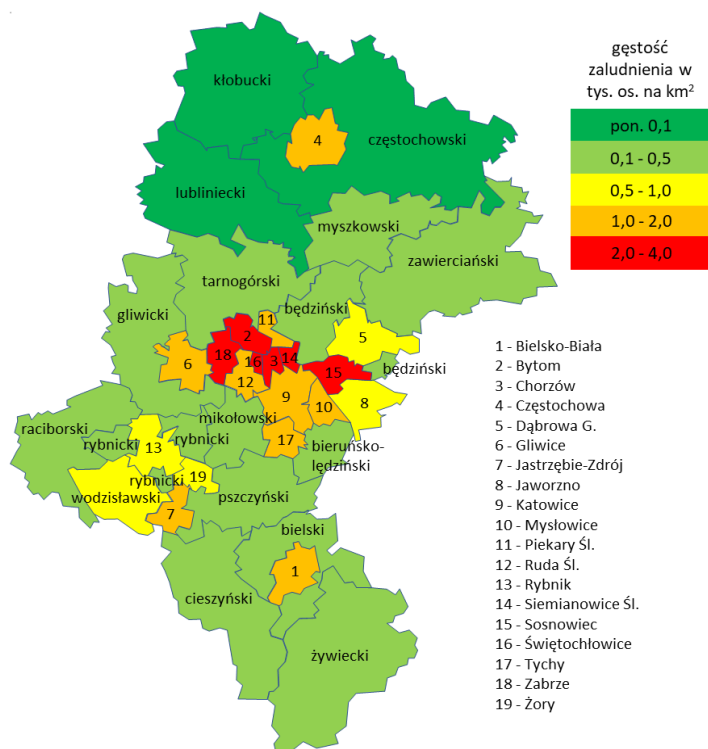 gęstość
zaludnienia w
tys. os. na km²
pon. 0,1
0,1 - 0,5
0,5 - 1,0
1,0 - 2,0
2,0 - 4,0
kłobucki
4
częstochowski
lubliniecki
myszkowski
zawierciański
tarnogórski
gliwicki
będziński
11
2
5
18
16
3
14
6
12
15
będziński
9
8
10
raciborski
mikołowski
13
rybnicki
rybnicki
17
bieruńsko-
lędziński
19
rybnicki
wodzisławski
pszczyński
7
bielski
1
cieszyński
żywiecki
1 - Bielsko-Biała
2 - Bytom
3 - Chorzów
4 - Częstochowa
5 - Dąbrowa G.
6 - Gliwice
7 - Jastrzębie-Zdrój
8 - Jaworzno
9 - Katowice
10 - Mysłowice
11 - Piekary Śl.
12 - Ruda Śl.
13 - Rybnik
14 - Siemianowice Śl.
15 - Sosnowiec
16 - Świętochłowice
17 - Tychy
18 - Zabrze
19 - Żory